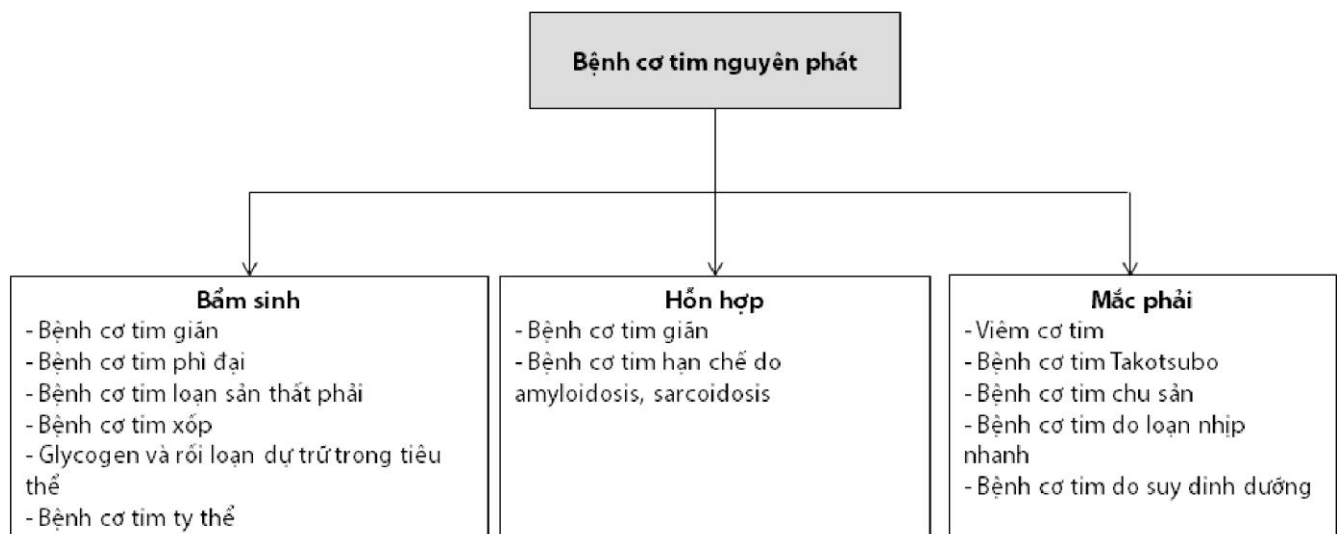 Bệnh cơ tim nguyên phát
Bẩm sinh
- Bệnh cơ tim giãn
- Bệnh cơ tim phì đại
- Bệnh cơ tim loạn sản thất phải
- Bệnh cơ tim xốp
- Glycogen và rối loạn dự trữ trong tiêu
thể
- Bệnh cơ tim ty thể
Hỗn hợp
- Bệnh cơ tim giãn
- Bệnh cơ tim hạn chế do
amyloidosis, sarcoidosis
Mắc phải
- Viêm cơ tim
- Bệnh cơ tim Takotsubo
- Bệnh cơ tim chu sản
- Bệnh cơ tim do loạn nhịp
nhanh
- Bệnh cơ tim do suy dinh dưỡng